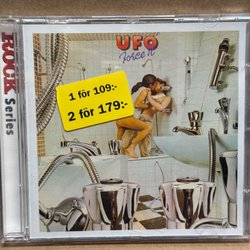 ROCK Series
UFO
Force It
1 för 109:-
2 för 179:-